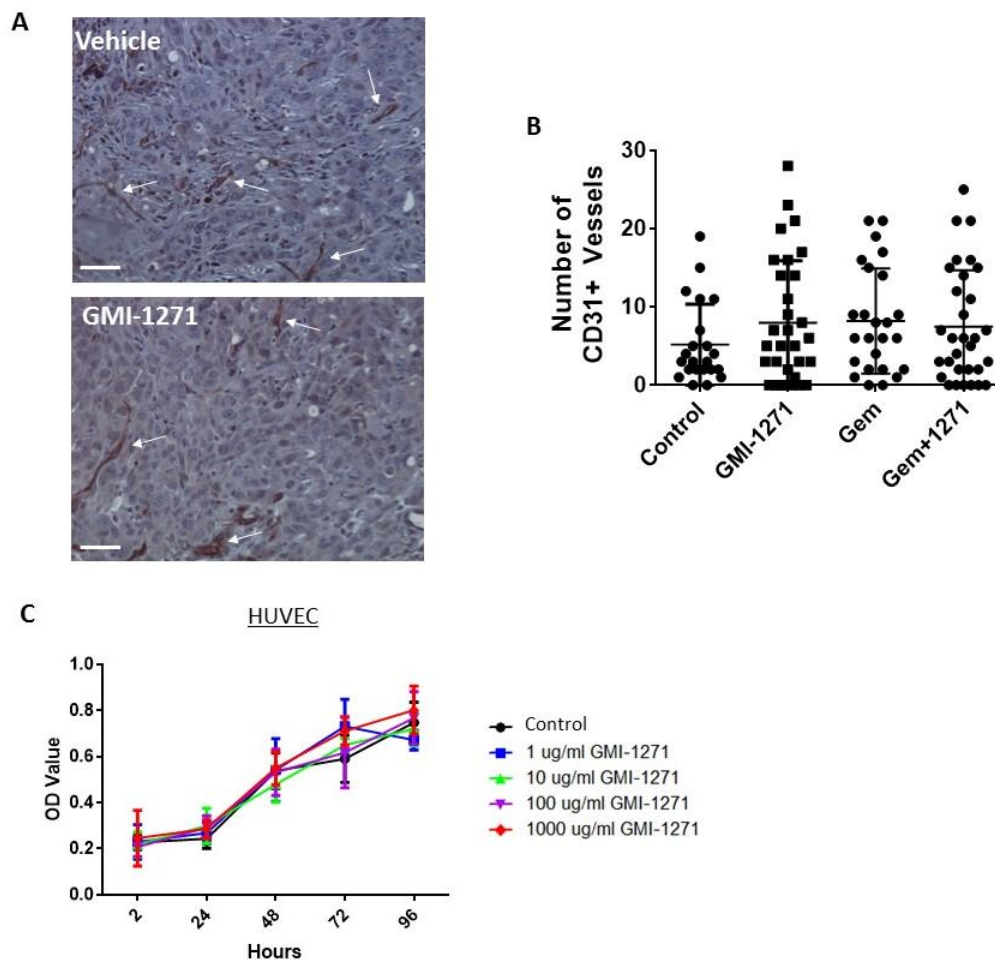 A
Vehicle
GMI-1271
B
Number of
CD31+ Vessels
30
20
10
0
Control
GMI-1271
Gem
Gem+1271
C
HUVEC
OD Value
1.0
0.8
0.6
0.4
0.2
0.0
2
24
48
72
96
Hours
Control
1 ug/ml GMI-1271
10 ug/ml GMI-1271
100 ug/ml GMI-1271
1000 ug/ml GMI-1271